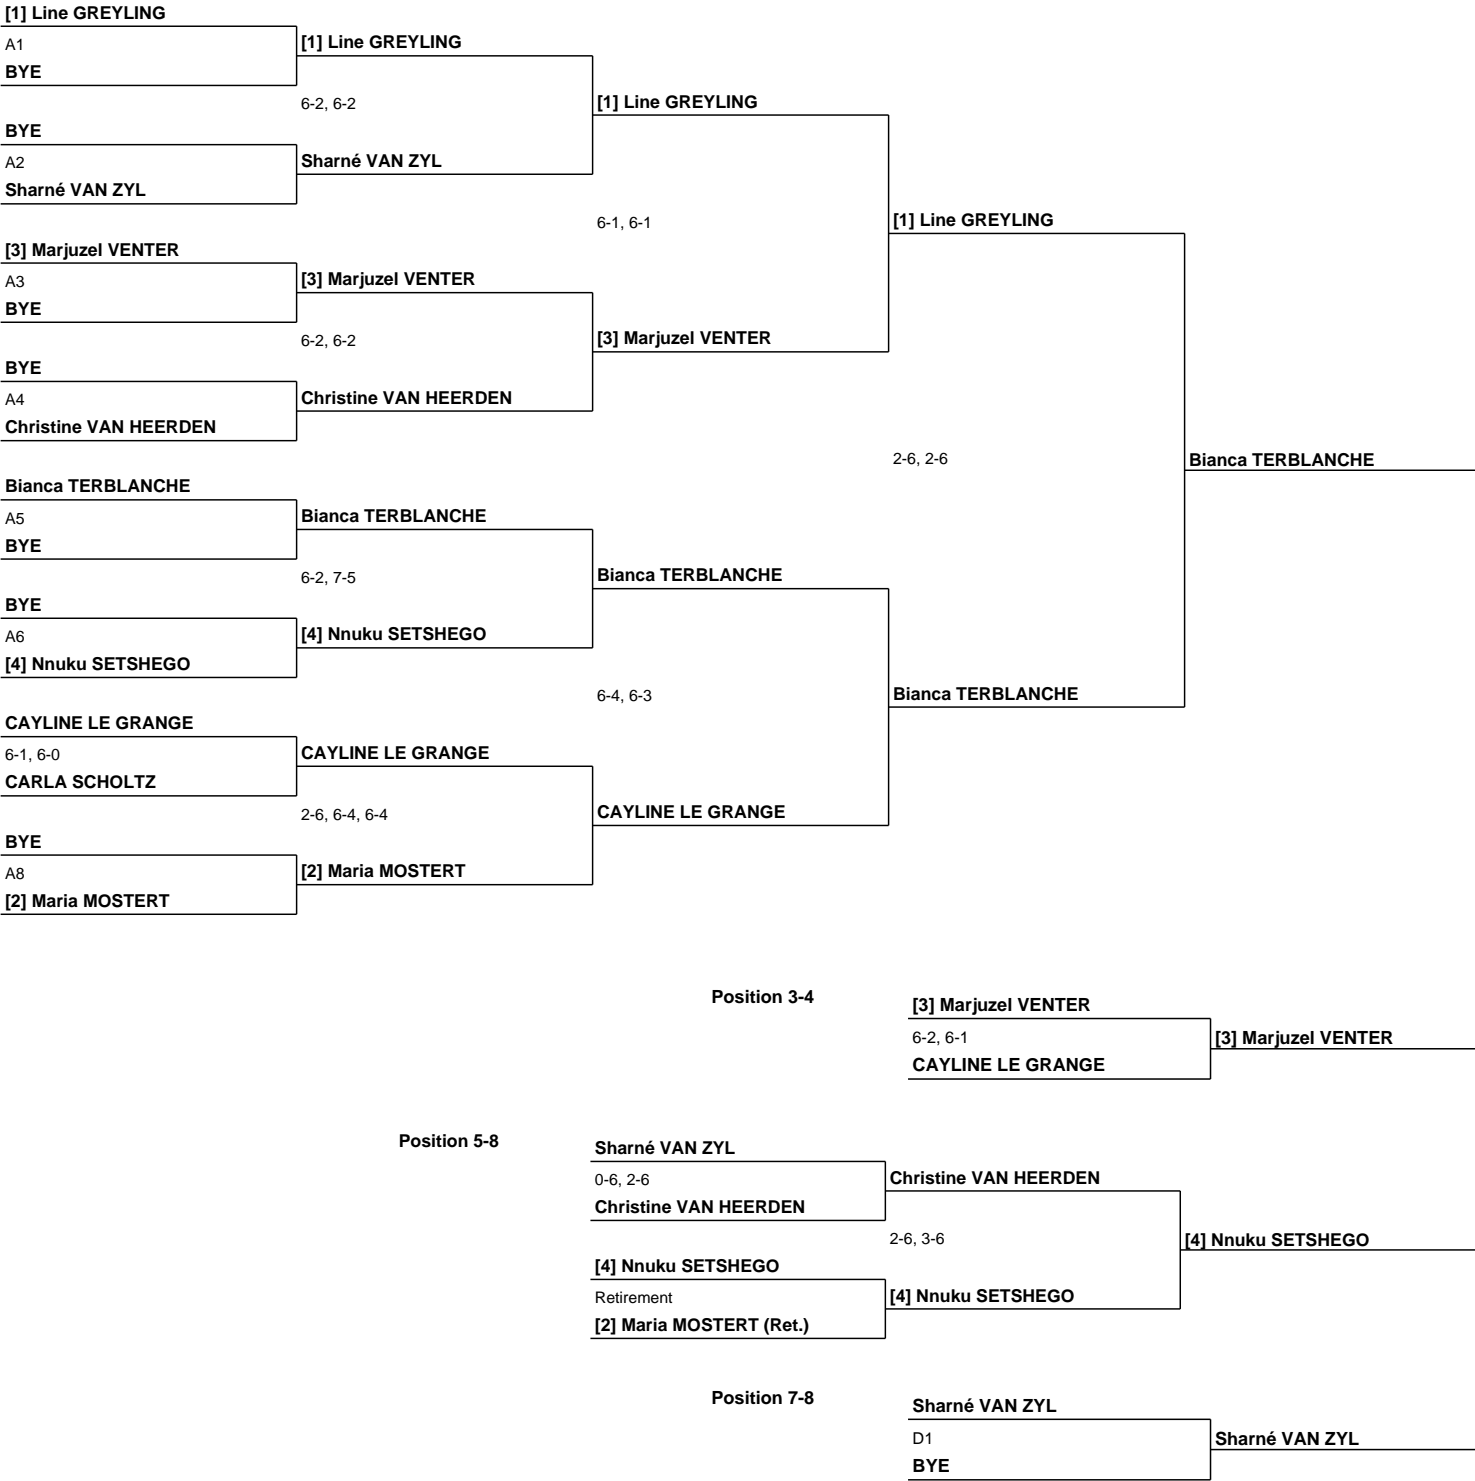 [1] Line GREYLING
A1
BYE
[1] Line GREYLING
6-2, 6-2
BYE
A2
Sharné VAN ZYL
Sharné VAN ZYL
[1] Line GREYLING
6-1, 6-1
[3] Marjuzel VENTER
A3
BYE
[3] Marjuzel VENTER
6-2, 6-2
BYE
A4
Christine VAN HEERDEN
Christine VAN HEERDEN
[3] Marjuzel VENTER
[1] Line GREYLING
2-6, 2-6
Bianca TERBLANCHE
Bianca TERBLANCHE
A5
BYE
Bianca TERBLANCHE
6-2, 7-5
BYE
A6
[4] Nnuku SETSHEGO
[4] Nnuku SETSHEGO
Bianca TERBLANCHE
6-4, 6-3
Bianca TERBLANCHE
CAYLINE LE GRANGE
6-1, 6-0
CARLA SCHOLTZ
CAYLINE LE GRANGE
2-6, 6-4, 6-4
BYE
A8
[2] Maria MOSTERT
[2] Maria MOSTERT
CAYLINE LE GRANGE
Position 3-4
[3] Marjuzel VENTER
6-2, 6-1
CAYLINE LE GRANGE
[3] Marjuzel VENTER
Position 5-8
Sharné VAN ZYL
0-6, 2-6
Christine VAN HEERDEN
Christine VAN HEERDEN
2-6, 3-6
[4] Nnuku SETSHEGO
[4] Nnuku SETSHEGO
Retirement
[2] Maria MOSTERT (Ret.)
[4] Nnuku SETSHEGO
Position 7-8
Sharné VAN ZYL
D1
BYE
Sharné VAN ZYL